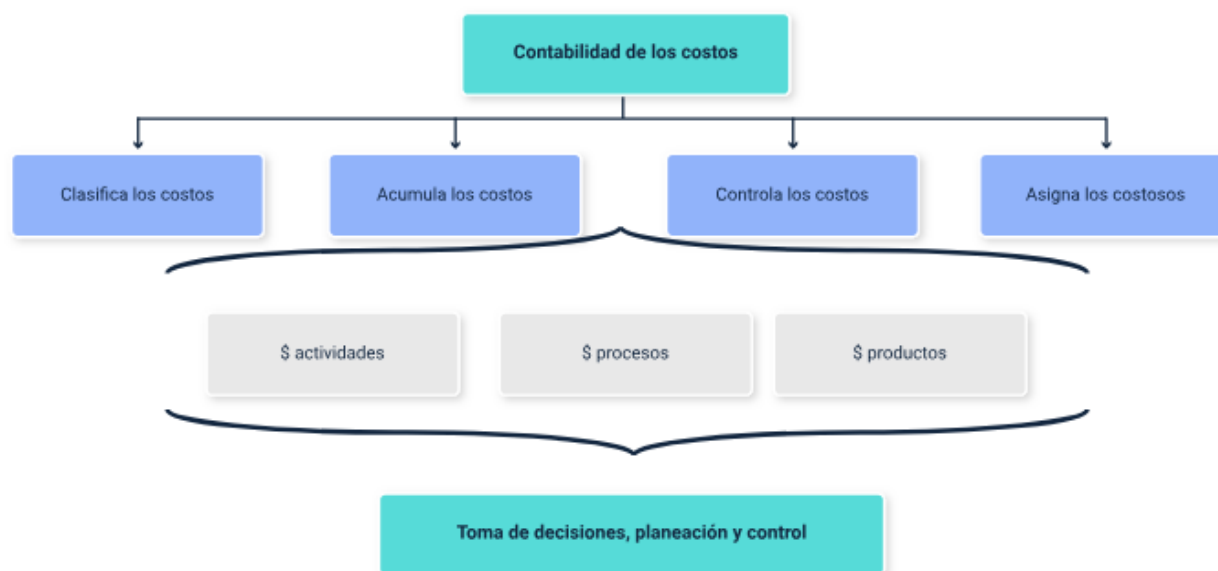 Contabilidad de los costos
Clasifica los costos
Acumula los costos
Controla los costos
Asigna los costosos
$ actividades
$ procesos
$ productos
Toma de decisiones, planeación y control